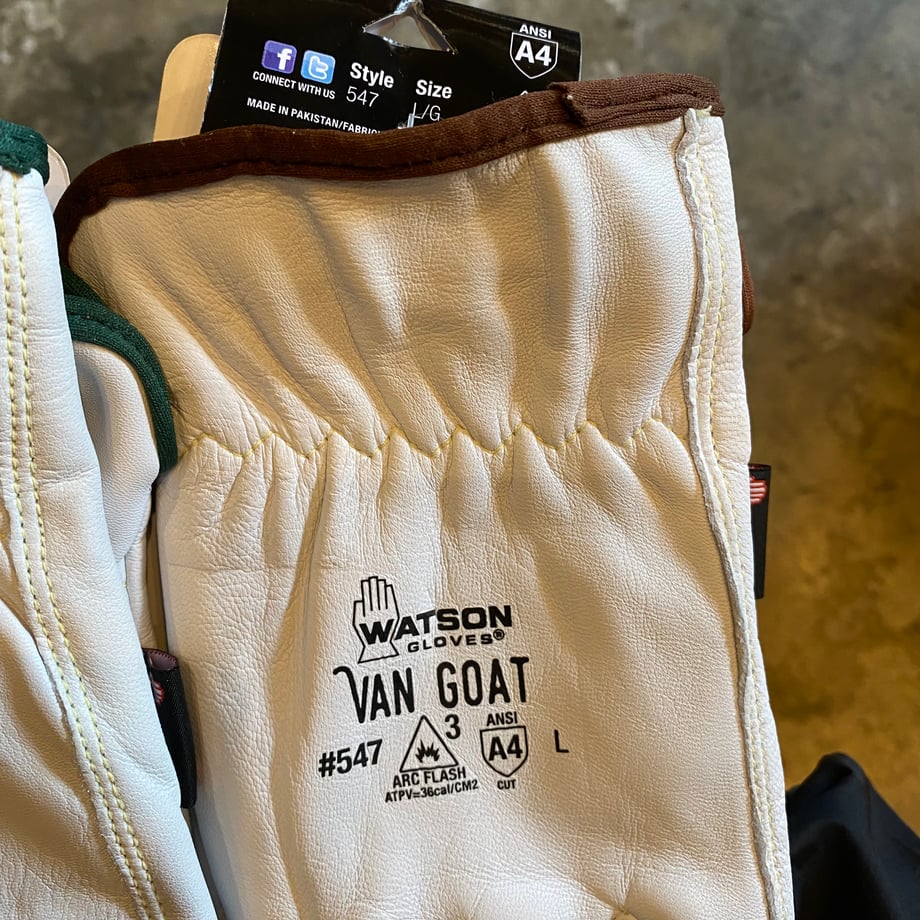 ANSI
A4
f t
CONNECT WITH US
Style
547
Size
L/G
MADE IN PAKISTAN/
WATSON
GLOVES®
VAN GOAT
#547
3
ARC FLASH
ATPV=36cal/CM2
ANSI
A4
CUT
L